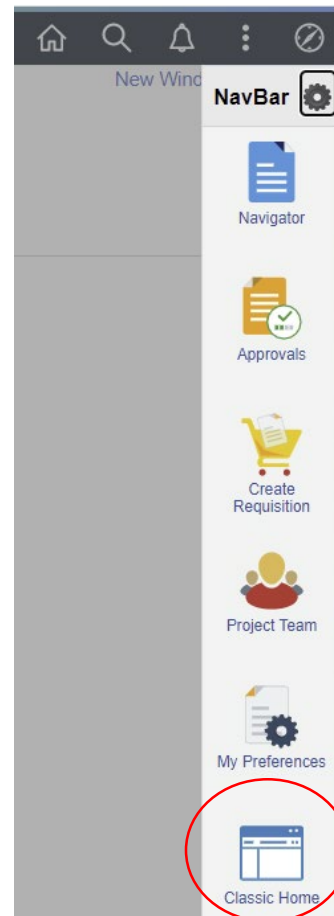 New Wind
NavBar
Navigator
Approvals
Create
Requisition
Project Team
My Preferences
Classic Home